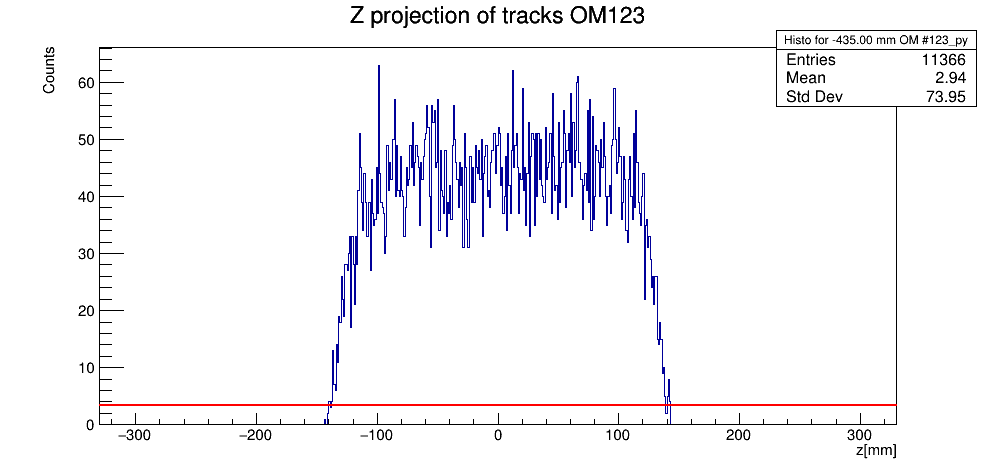 Z projection of tracks OM123
Histo for -435.00 mm OM #123_py
Entries 11366
Mean 2.94
Std Dev 73.95
Counts
60
50
40
30
20
10
0
−300 −200 −100 0 100 200 300
z[mm]